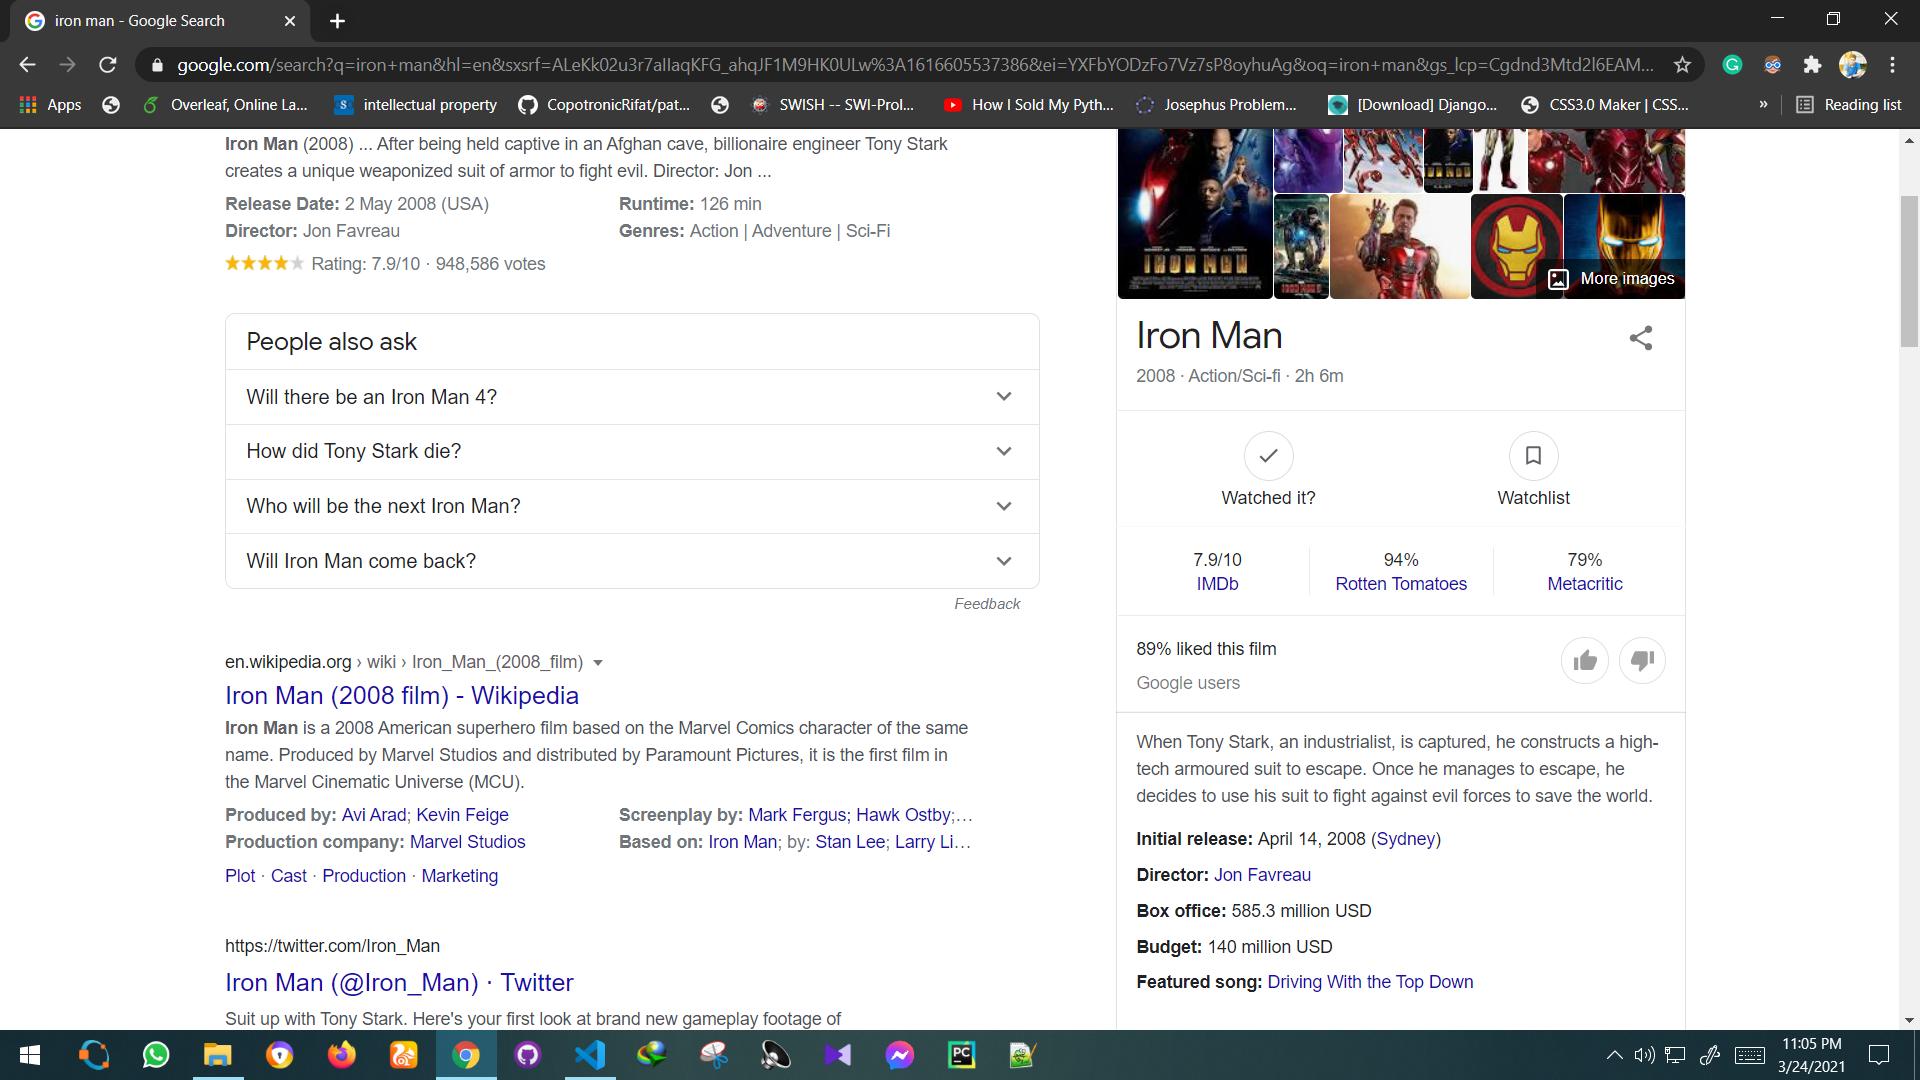 iron man - Google Search
google.com/search?q=iron+man&hl=en&sxsrf=ALeKk02u3r7aIIaqKFG_ahqJF1M9HK0ULw%3A1616605537386&ei=YXFbYODzFo7Vz7sP8oyhuAg&oq=iron+man&gs_lcp=Cgdnd3Mtd2l6EAM...
Apps
Overleaf, Online La...
S
intellectual property
CopotronicRifat/pat...
SWISH -- SWI-Prol...
How I Sold My Pyth...
Josephus Problem...
[Download] Django...
CSS3.0 Maker | CSS...
»
Reading list
Iron Man (2008) ... After being held captive in an Afghan cave, billionaire engineer Tony Stark
creates a unique weaponized suit of armor to fight evil. Director: Jon ...
Release Date: 2 May 2008 (USA)
Runtime: 126 min
Director: Jon Favreau
Genres: Action | Adventure | Sci-Fi
Rating: 7.9/10 · 948,586 votes
People also ask
Will there be an Iron Man 4?
How did Tony Stark die?
Who will be the next Iron Man?
Will Iron Man come back?
Feedback
en.wikipedia.org › wiki › Iron_Man_(2008_film)
Iron Man (2008 film) - Wikipedia
Iron Man is a 2008 American superhero film based on the Marvel Comics character of the same
name. Produced by Marvel Studios and distributed by Paramount Pictures, it is the first film in
the Marvel Cinematic Universe (MCU).
Produced by: Avi Arad; Kevin Feige
Screenplay by: Mark Fergus; Hawk Ostby;...
Production company: Marvel Studios
Based on: Iron Man; by: Stan Lee; Larry Li...
Plot · Cast · Production · Marketing
https://twitter.com/Iron_Man
Iron Man (@Iron_Man) · Twitter
Suit up with Tony Stark. Here's your first look at brand new gameplay footage of
IRON MAN
More images
Iron Man
2008 · Action/Sci-fi · 2h 6m
Watched it?
Watchlist
7.9/10
IMDb
94%
Rotten Tomatoes
79%
Metacritic
89% liked this film
Google users
When Tony Stark, an industrialist, is captured, he constructs a high-
tech armoured suit to escape. Once he manages to escape, he
decides to use his suit to fight against evil forces to save the world.
Initial release: April 14, 2008 (Sydney)
Director: Jon Favreau
Box office: 585.3 million USD
Budget: 140 million USD
Featured song: Driving With the Top Down
PC
11:05 PM
3/24/2021